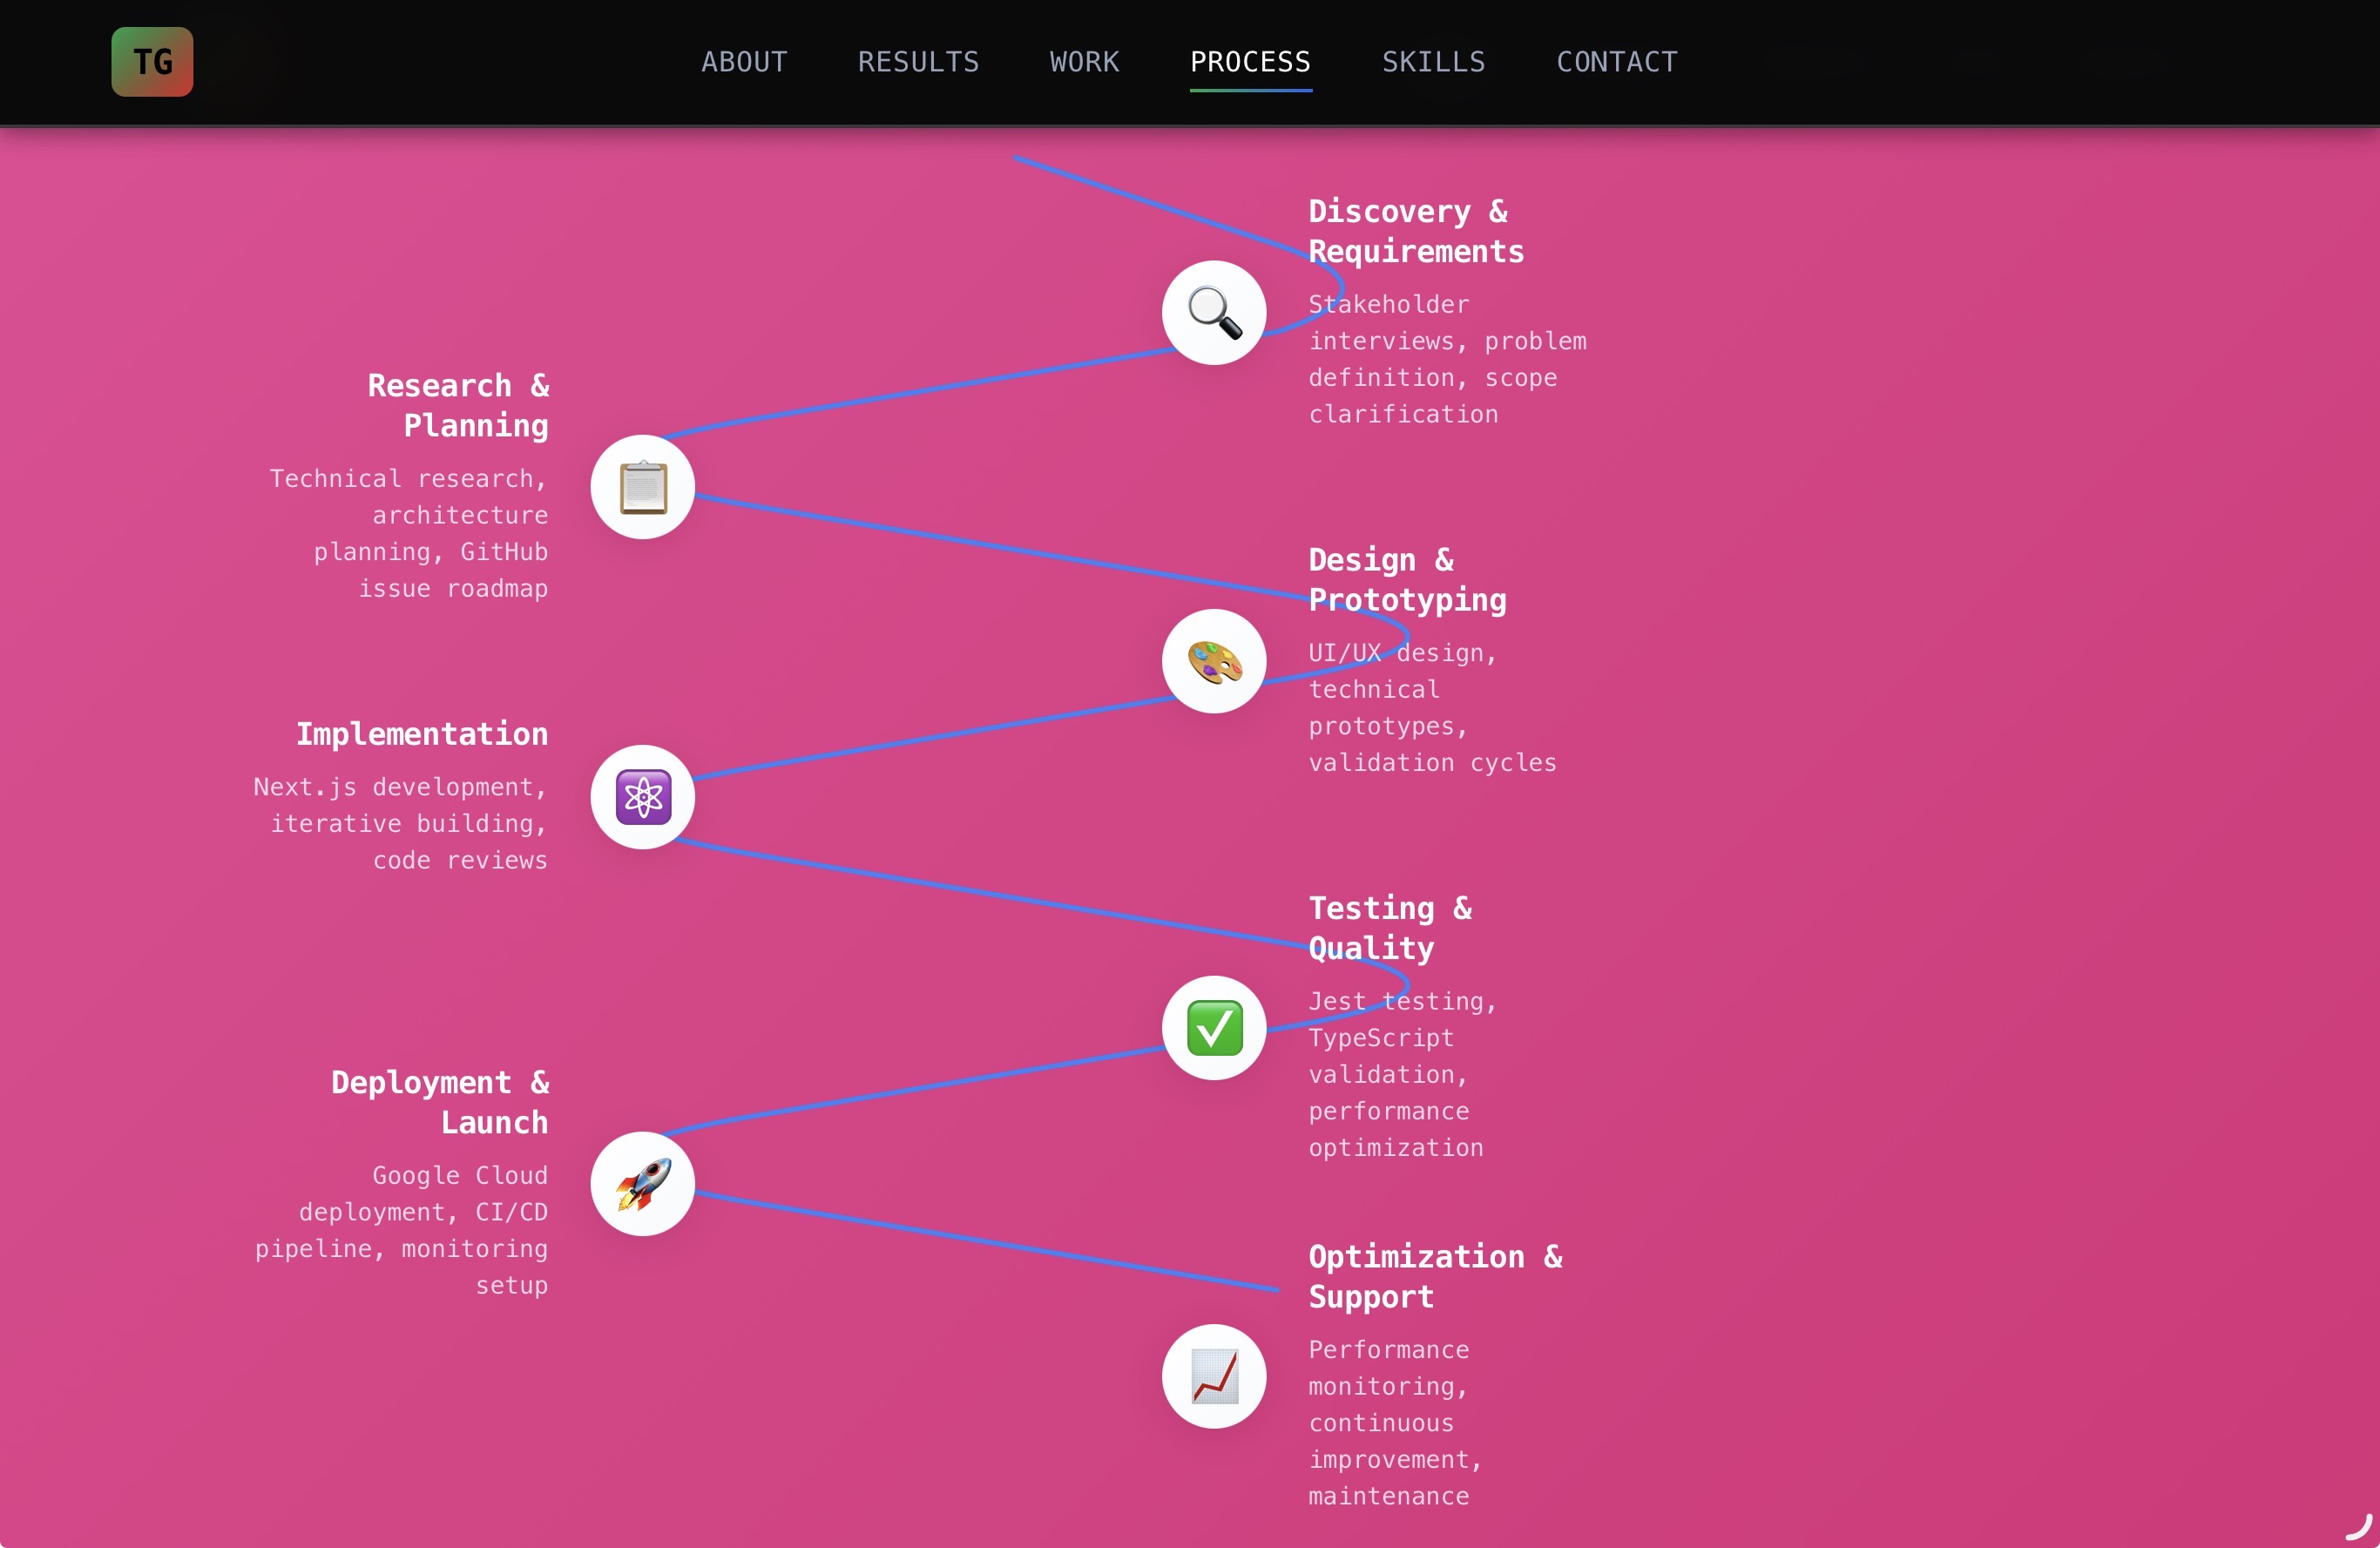 TG
ABOUT
RESULTS
WORK
PROCESS
SKILLS
CONTACT
Discovery &
Requirements
Stakeholder
interviews, problem
definition, scope
clarification
Research &
Planning
Technical research,
architecture
planning, GitHub
issue roadmap
Design &
Prototyping
UI/UX design,
technical
prototypes,
validation cycles
Implementation
Next.js development,
iterative building,
code reviews
Testing &
Quality
Jest testing,
TypeScript
validation,
performance
optimization
Deployment &
Launch
Google Cloud
deployment, CI/CD
pipeline, monitoring
setup
Optimization &
Support
Performance
monitoring,
continuous
improvement,
maintenance